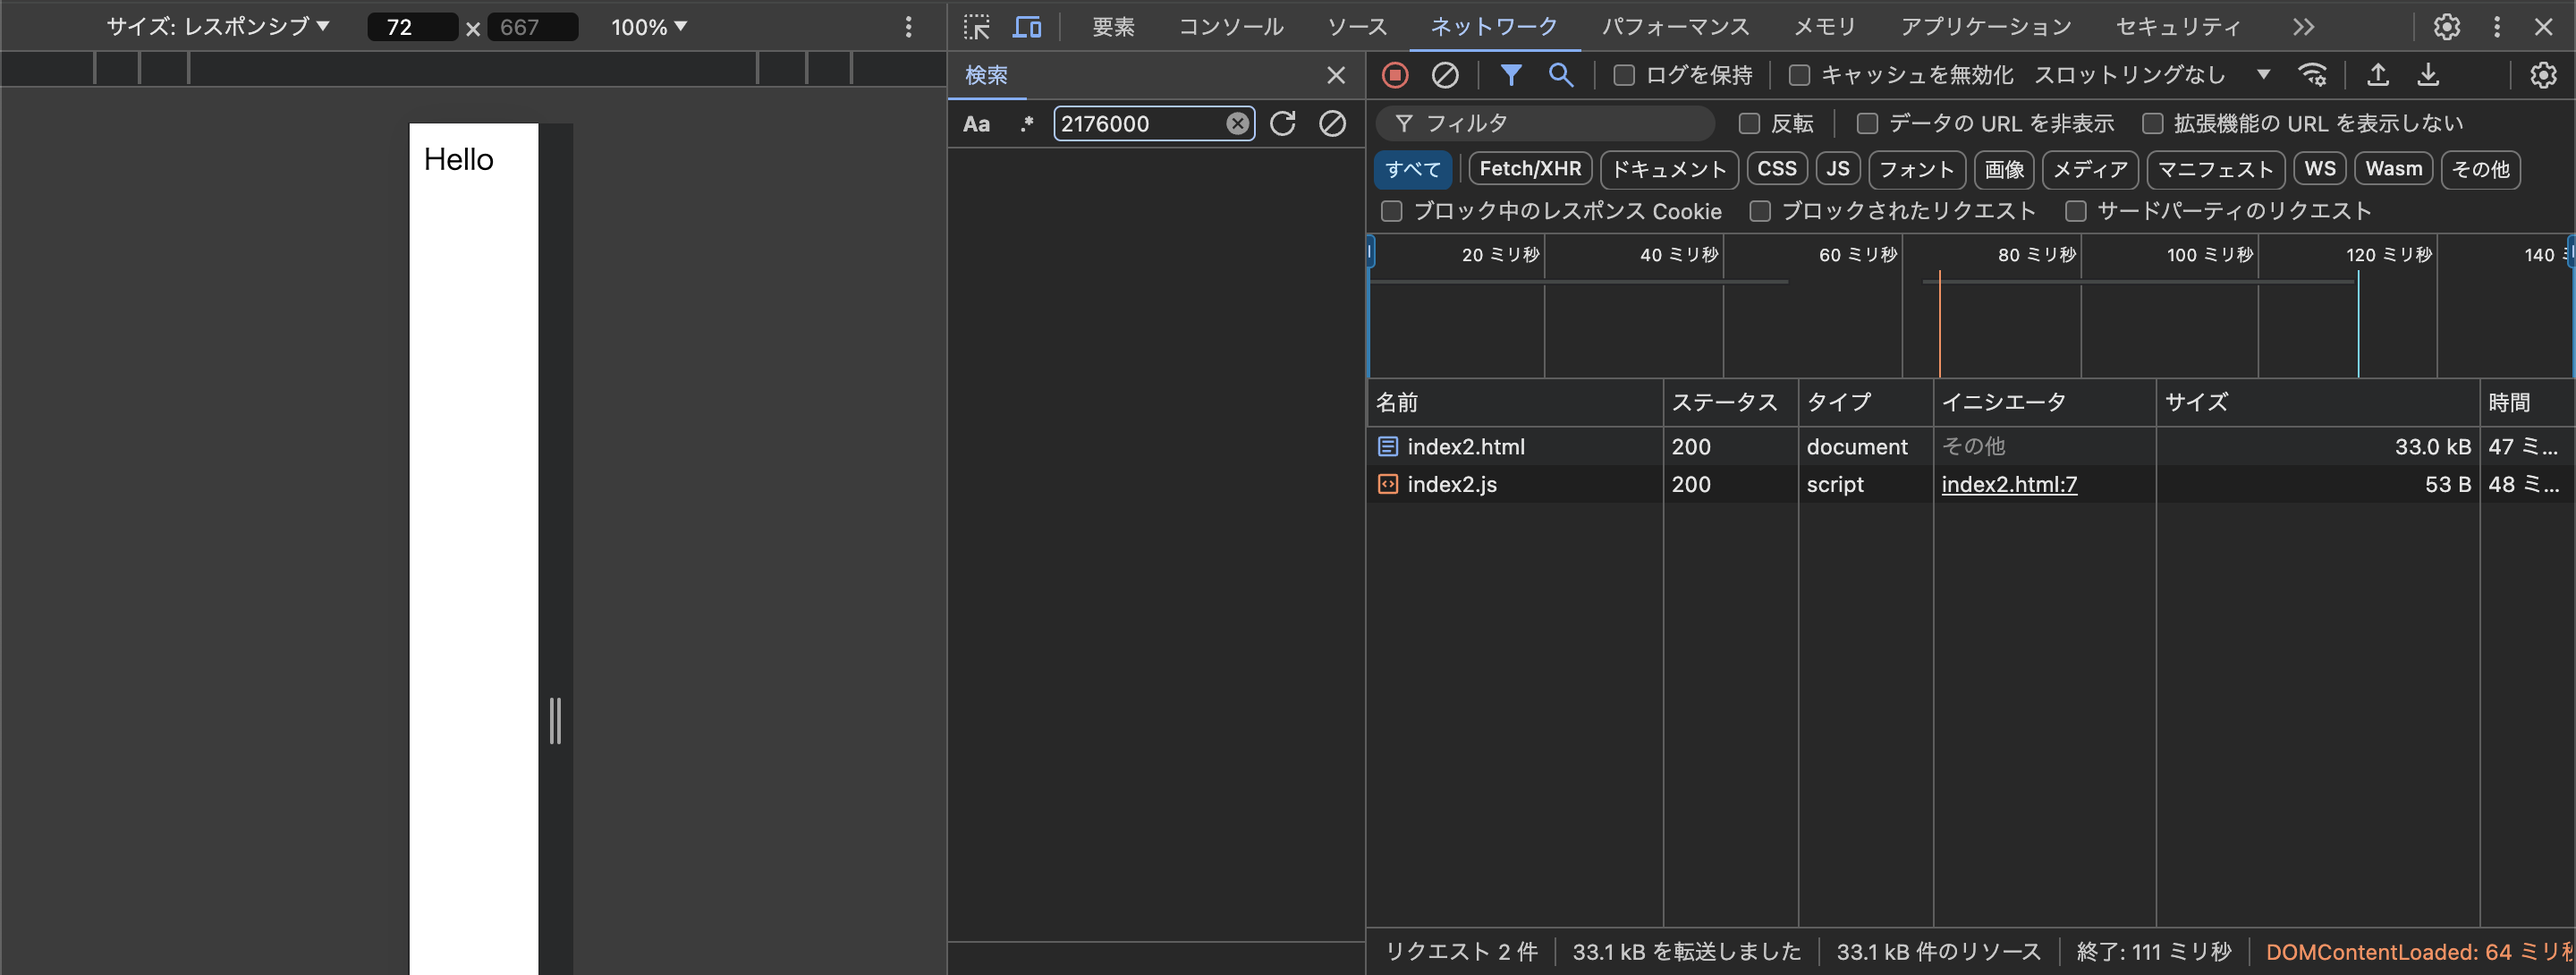 サイズ: レスポンシブ 72 × 667 100%
Hello
要素 コンソール ソース ネットワーク パフォーマンス メモリ アプリケーション セキュリティ
検索
Aa .* 2176000
ログを保持 キャッシュを無効化 スロットリングなし
フィルタ 反転 データの URL を非表示 拡張機能の URL を表示しない
すべて Fetch/XHR ドキュメント CSS JS フォント 画像 メディア マニフェスト WS Wasm その他
ブロック中のレスポンス Cookie ブロックされたリクエスト サードパーティのリクエスト
20 ミリ秒 40 ミリ秒 60 ミリ秒 80 ミリ秒 100 ミリ秒 120 ミリ秒 140
名前 ステータス タイプ イニシエータ サイズ 時間
index2.html 200 document その他 33.0 kB 47 ミ...
index2.js 200 script index2.html:7 53 B 48 ミ...
リクエスト 2 件 33.1 kB を転送しました 33.1 kB 件のリソース 終了: 111 ミリ秒 DOMContentLoaded: 64 ミリ